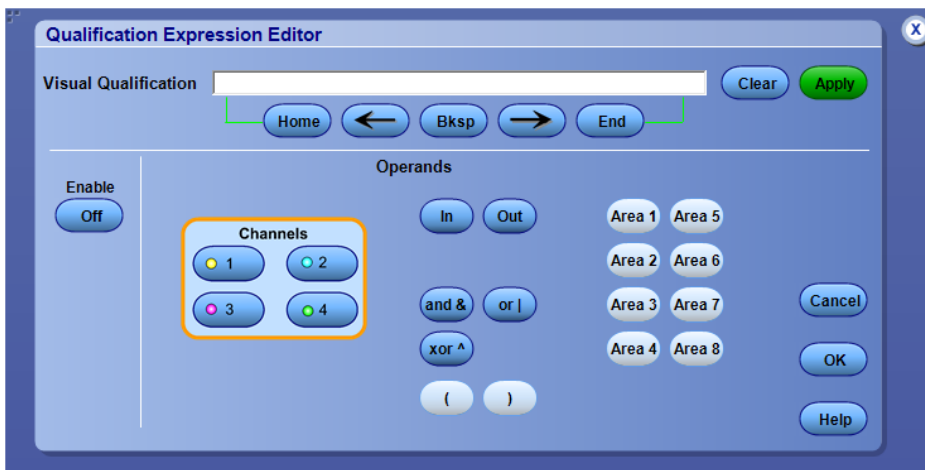 Qualification Expression Editor
X
Visual Qualification Clear Apply
Home Bksp End
Operands
Enable
Off
Channels
1 2
3 4
In Out
and & or |
xor ^
( )
Area 1 Area 5
Area 2 Area 6
Area 3 Area 7
Area 4 Area 8
Cancel
OK
Help